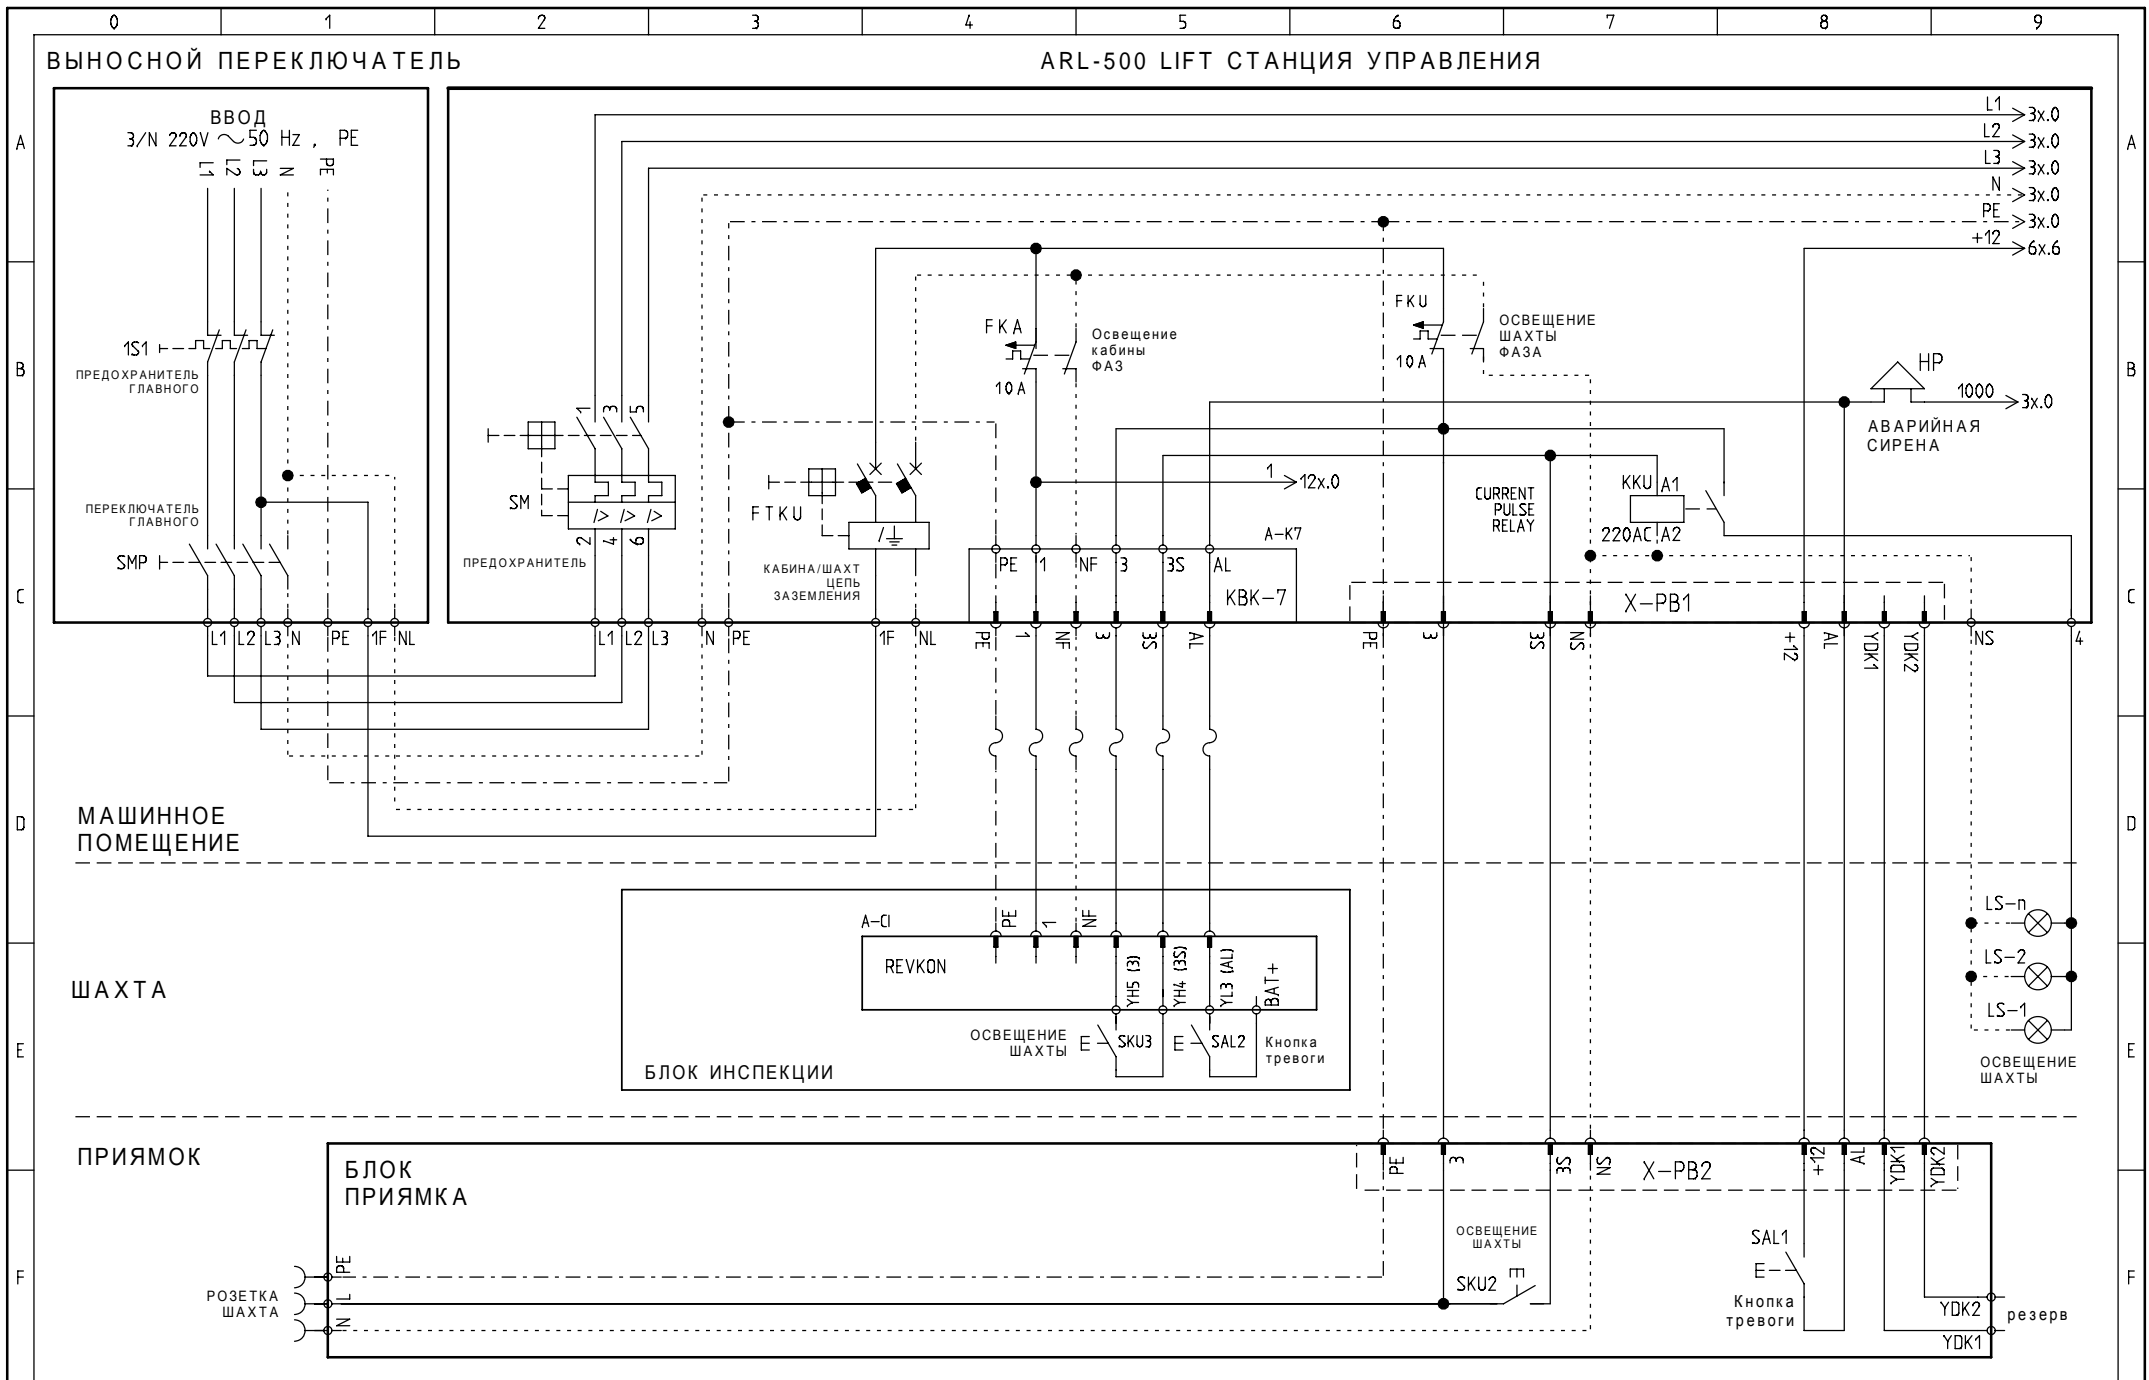 0 1 2 3 4 5 6 7 8 9
ВЫНОСНОЙ ПЕРЕКЛЮЧАТЕЛЬ
ARL-500 LIFT СТАНЦИЯ УПРАВЛЕНИЯ
A
B
C
D
E
F
A
B
C
D
E
F
ВВОД
3/N 220V ~ 50 Hz , PE
L1 L2 L3 N PE
1S1
ПРЕДОХРАНИТЕЛЬ
ГЛАВНОГО
ПЕРЕКЛЮЧАТЕЛЬ
ГЛАВНОГО
SMP
L1 L2 L3 N PE 1F NL
L1 3x.0
L2 3x.0
L3 3x.0
N 3x.0
PE 3x.0
+12 6x.6
1 3 5
SM
/> /> />
2 4 6
ПРЕДОХРАНИТЕЛЬ
FTKU
КАБИНА/ШАХТ
ЦЕПЬ
ЗАЗЕМЛЕНИЯ
FKA
10A
Освещение
кабины
ФАЗ
FKU
10A
ОСВЕЩЕНИЕ
ШАХТЫ
ФАЗА
HP
1000 3x.0
АВАРИЙНАЯ
СИРЕНА
1 12x.0
CURRENT
PULSE
RELAY
KKU A1
220AC A2
A-K7
PE 1 NF 3 3S AL
KBK-7
X-PB1
L1 L2 L3 N PE 1F NL
PE 1 NF 3 3S AL
PE 3 3S NS +12 AL YDK1 YDK2 NS 4
МАШИННОЕ
ПОМЕЩЕНИЕ
ШАХТА
A-CI
PE 1 NF
REVKON
YH5 (3) YH4 (3S) YL3 (AL) BAT+
ОСВЕЩЕНИЕ
ШАХТЫ
SKU3
SAL2
Кнопка
тревоги
БЛОК ИНСПЕКЦИИ
LS-n
LS-2
LS-1
ОСВЕЩЕНИЕ
ШАХТЫ
ПРИЯМОК
БЛОК
ПРИЯМКА
PE 3 3S NS
X-PB2
+12 AL YDK1 YDK2
РОЗЕТКА
ШАХТА
PE
L
N
ОСВЕЩЕНИЕ
ШАХТЫ
SKU2
SAL1
Кнопка
тревоги
YDK2
YDK1
резерв